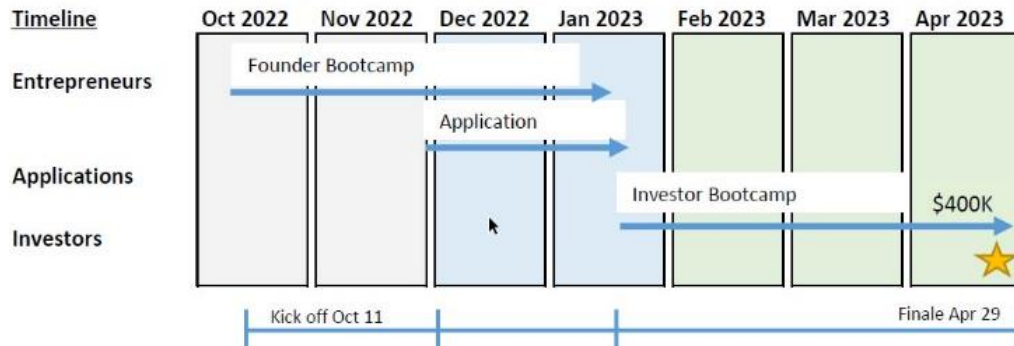 Timeline
Oct 2022 Nov 2022 Dec 2022 Jan 2023 Feb 2023 Mar 2023 Apr 2023
Founder Bootcamp
Entrepreneurs
Application
Applications
Investor Bootcamp
$400K
Investors
Kick off Oct 11
Finale Apr 29